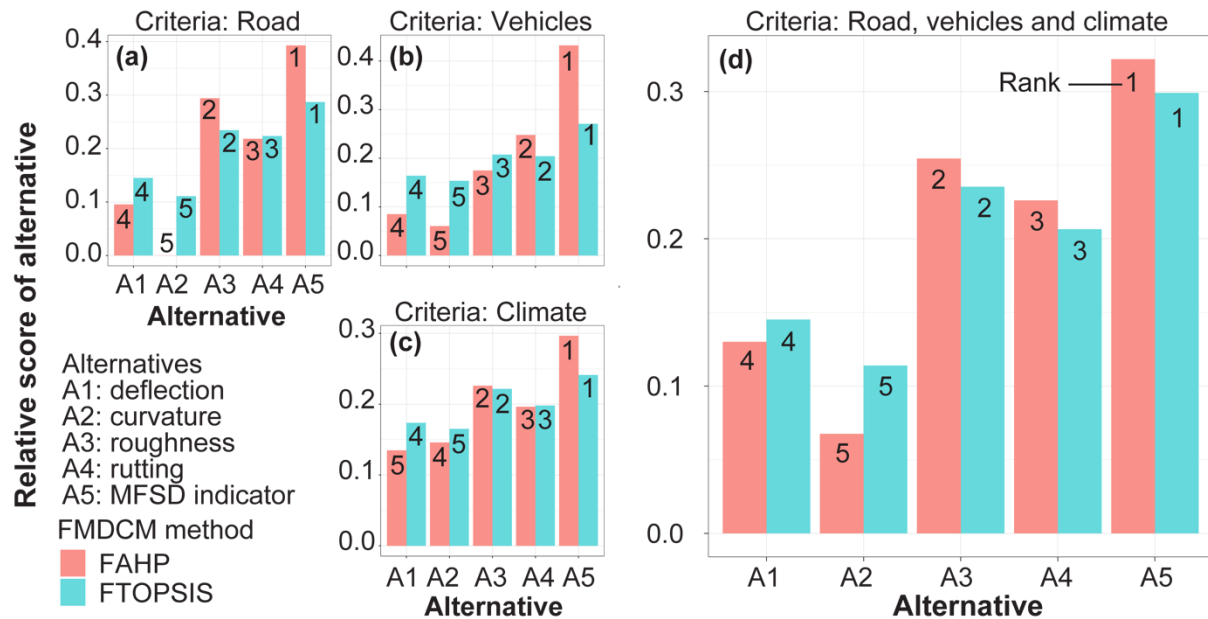 Relative score of alternative
Criteria: Road
(a)
0.4
0.3
0.2
0.1
0.0
4 4 5 5 2 2 3 3 1 1
A1 A2 A3 A4 A5
Alternative
Criteria: Vehicles
(b)
0.4
0.3
0.2
0.1
0.0
4 4 5 5 3 3 2 2 1 1
Criteria: Climate
(c)
0.3
0.2
0.1
0.0
5 4 4 5 2 2 3 3 1 1
A1 A2 A3 A4 A5
Alternative
Alternatives
A1: deflection
A2: curvature
A3: roughness
A4: rutting
A5: MFSD indicator
FMDCM method
FAHP
FTOPSIS
Criteria: Road, vehicles and climate
(d)
Rank
0.3
0.2
0.1
0.0
4 4 5 5 2 2 3 3 1 1
A1 A2 A3 A4 A5
Alternative